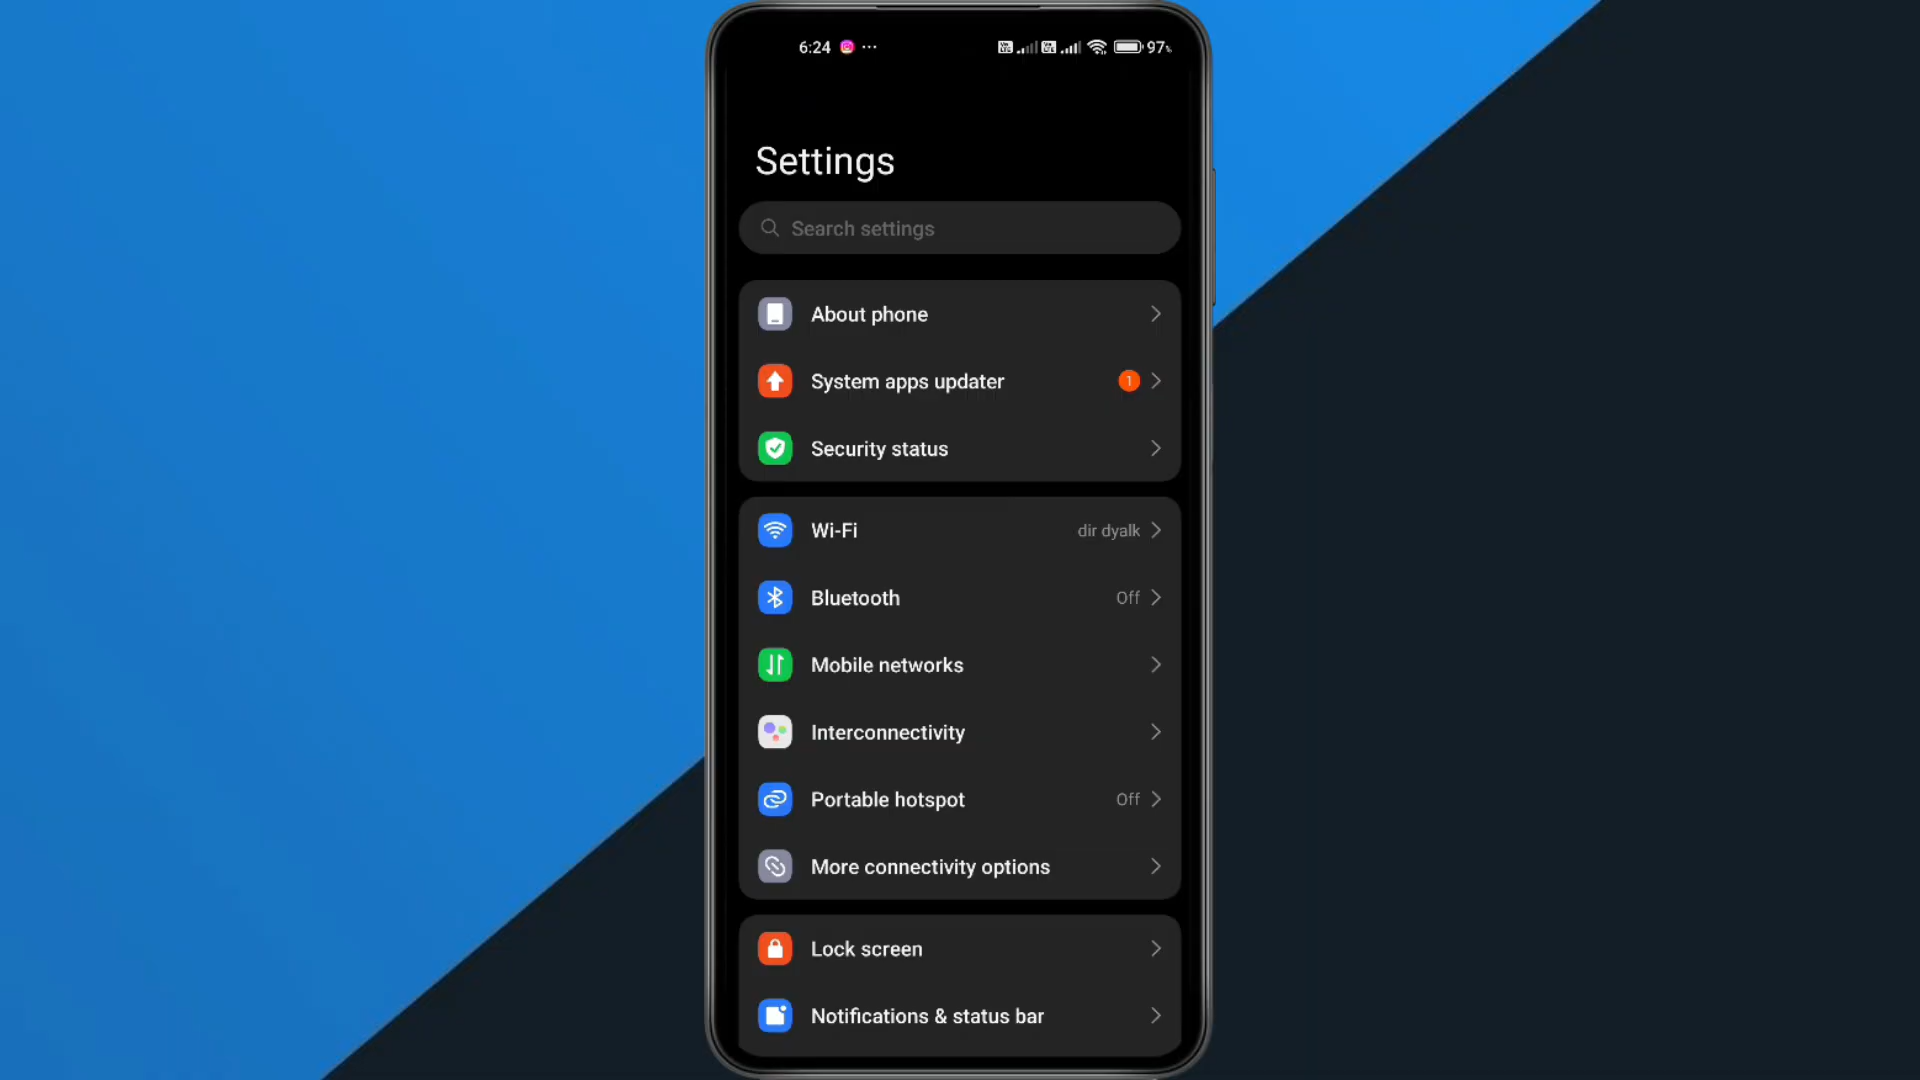 6:24 ... 97%
Settings
Search settings
About phone
System apps updater 1
Security status
Wi-Fi dir dyalk
Bluetooth Off
Mobile networks
Interconnectivity
Portable hotspot Off
More connectivity options
Lock screen
Notifications & status bar